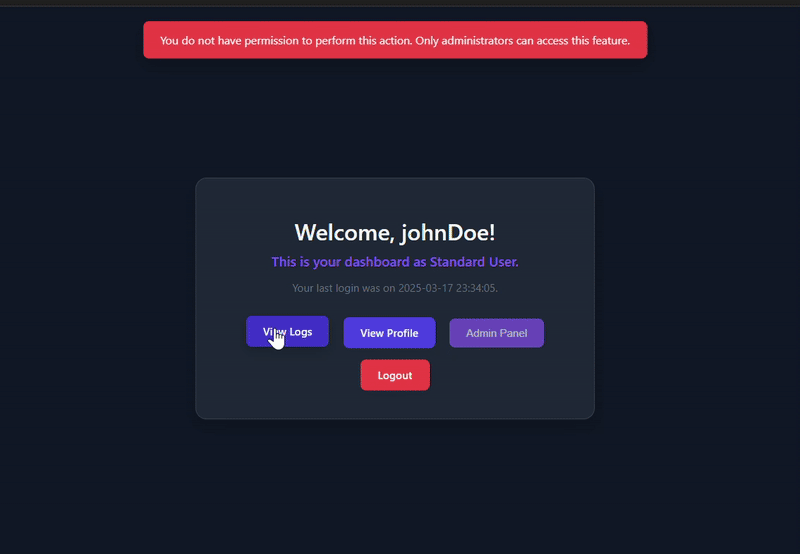 You do not have permission to perform this action. Only administrators can access this feature.
Welcome, johnDoe!
This is your dashboard as Standard User.
Your last login was on 2025-03-17 23:34:05.
View Logs
View Profile
Admin Panel
Logout